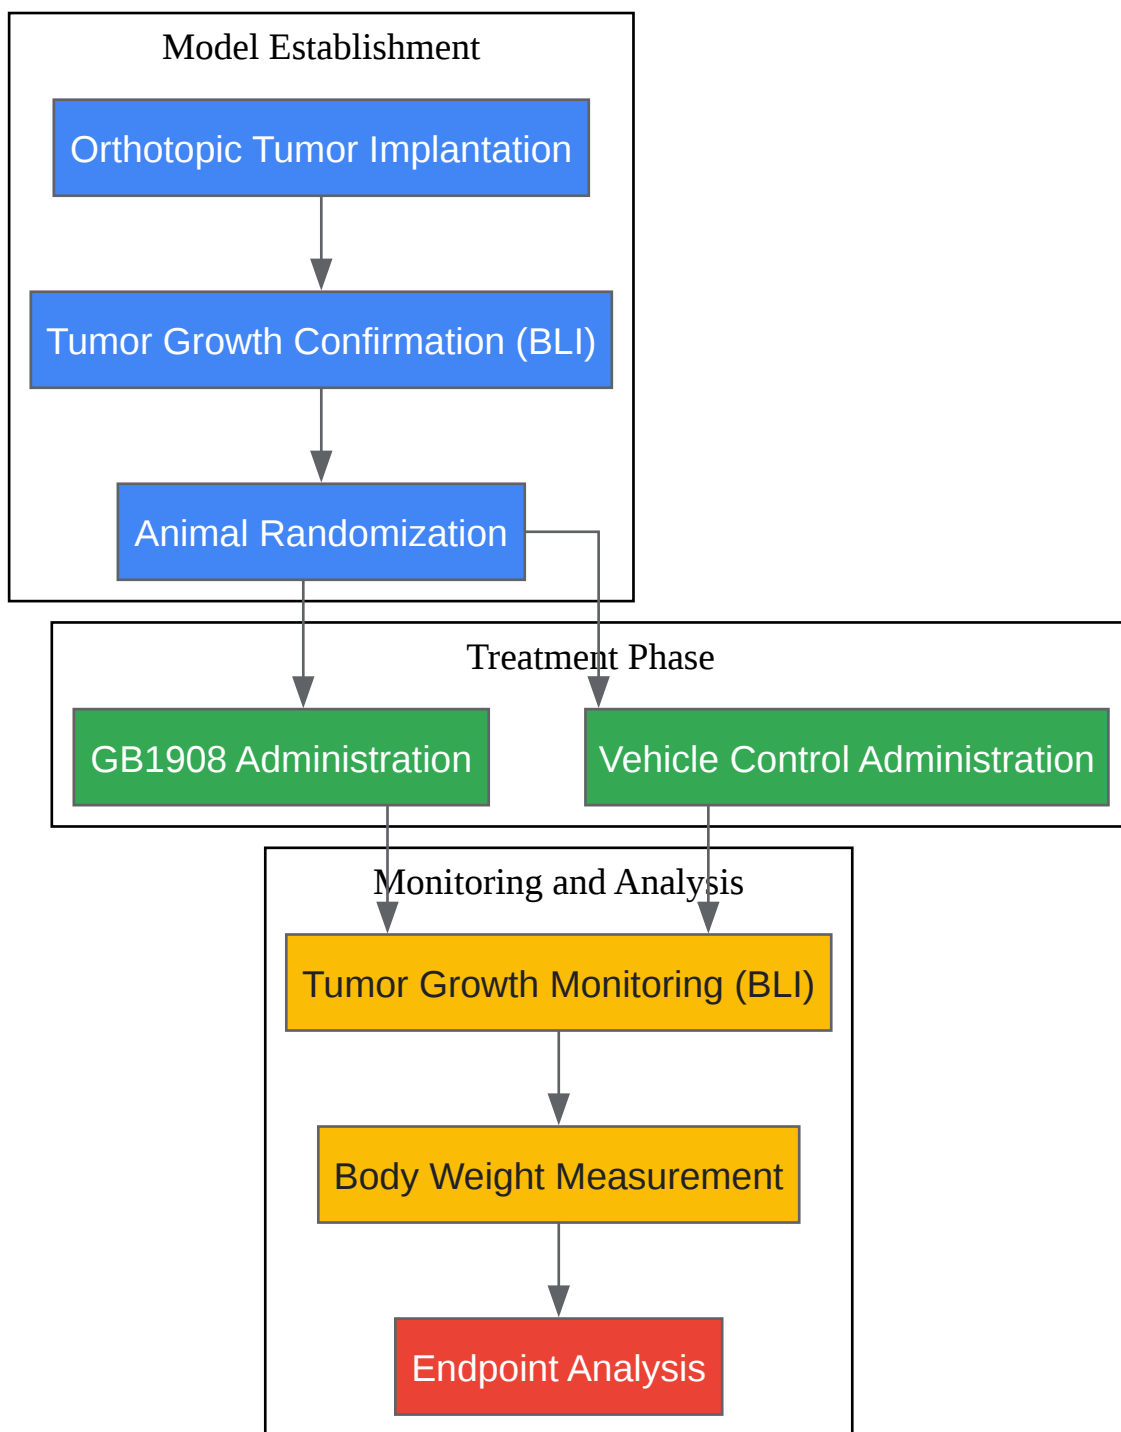 Model Establishment
Orthotopic Tumor Implantation
Tumor Growth Confirmation (BLI)
Animal Randomization
Treatment Phase
GB1908 Administration
Vehicle Control Administration
Monitoring and Analysis
Tumor Growth Monitoring (BLI)
Body Weight Measurement
Endpoint Analysis